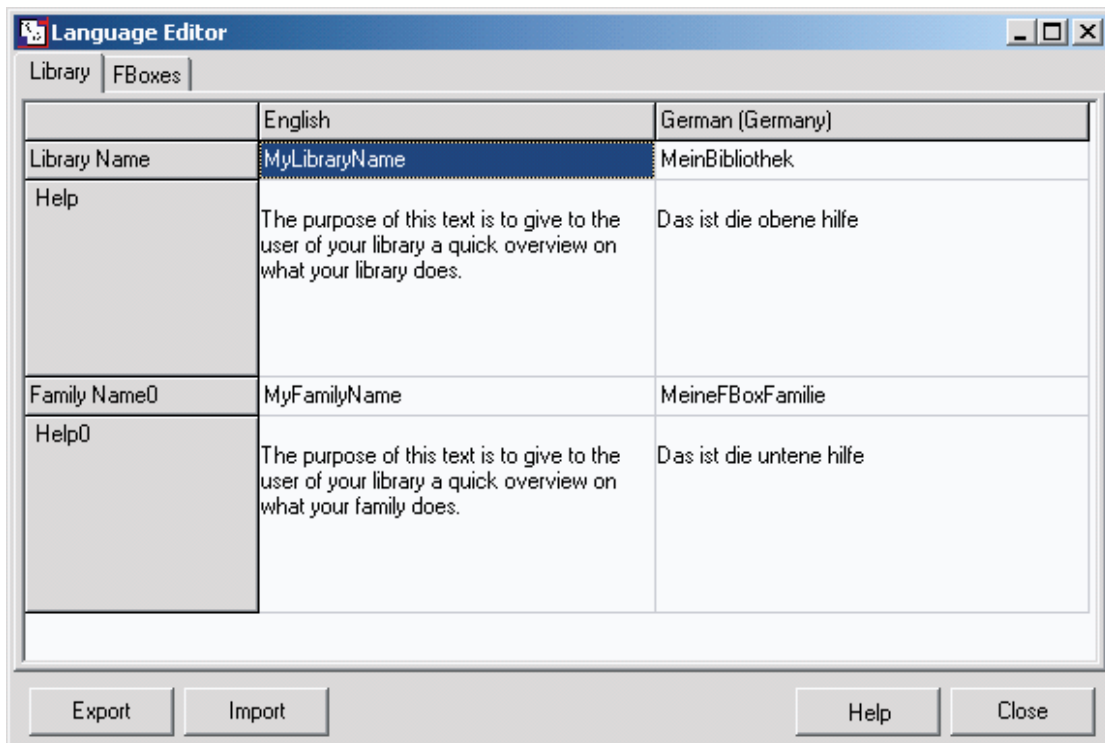 Language Editor
Library FBoxes
English German (Germany)
Library Name MyLibraryName MeinBibliothek
Help
The purpose of this text is to give to the Das ist die obene hilfe
user of your library a quick overview on
what your library does.
Family Name0 MyFamilyName MeineFBoxFamilie
Help0
The purpose of this text is to give to the Das ist die untene hilfe
user of your library a quick overview on
what your family does.
Export Import Help Close